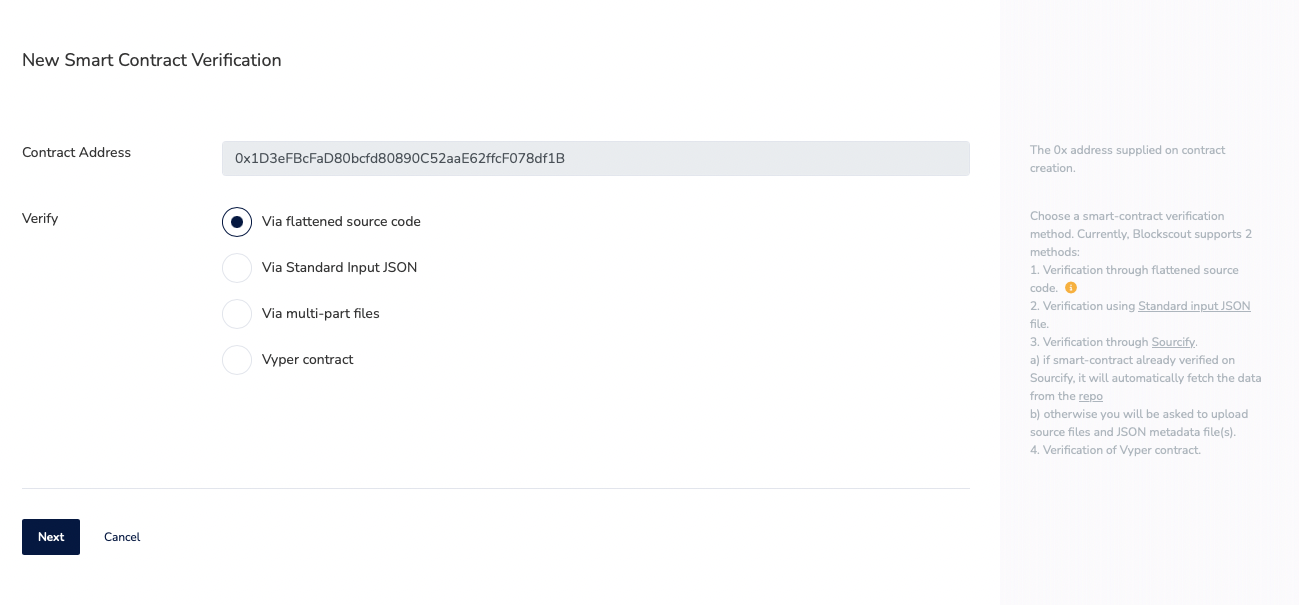 New Smart Contract Verification
Contract Address
0x1D3eFBcFaD80bcfd80890C52aaE62ffcF078df1B
The 0x address supplied on contract
creation.
Verify
Via flattened source code
Via Standard Input JSON
Via multi-part files
Vyper contract
Choose a smart-contract verification
method. Currently, Blockscout supports 2
methods:
1. Verification through flattened source
code.
2. Verification using Standard input JSON
file.
3. Verification through Sourcify.
a) if smart-contract already verified on
Sourcify, it will automatically fetch the data
from the repo
b) otherwise you will be asked to upload
source files and JSON metadata file(s).
4. Verification of Vyper contract.
Next
Cancel